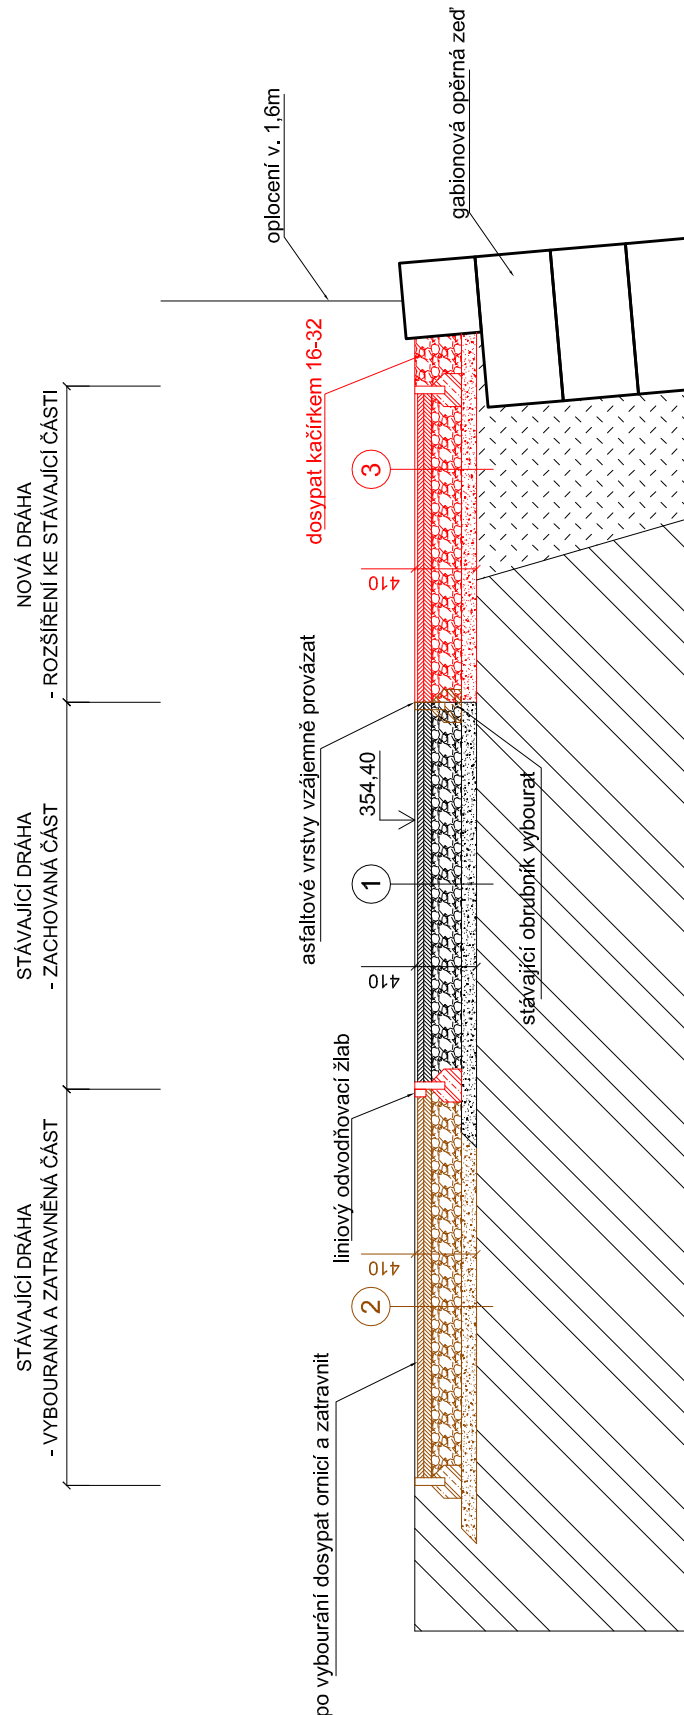 STÁVAJÍCÍ DRÁHA
- VYBOURANÁ A ZATRAVNĚNÁ ČÁST
STÁVAJÍCÍ DRÁHA
- ZACHOVANÁ ČÁST
NOVÁ DRÁHA
- ROZŠÍŘENÍ KE STÁVAJÍCÍ ČÁSTI
oplocení v. 1,6m
gabionová opěrná zeď
dosypat kačírkem 16-32
asfaltové vrstvy vzájemně provázat
po vybourání dosypat ornicí a zatravnit
liniový odvodňovací žlab
354,40
2
410
1
410
3
410
stávající obrubník vybourat